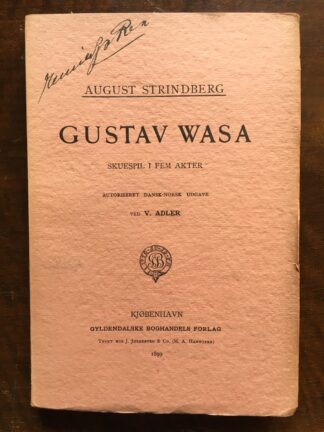 AUGUST STRINDBERG
GUSTAV WASA
SKUESPIL I FEM AKTER
AUTORISERET DANSK-NORSK UDGAVE
VED V. ADLER
KJØBENHAVN
GYLDENDALSKE BOGHANDELS FORLAG
TRYKT HOS J. JØRGENSEN & CO. (M. A. HANNOVER)
1899